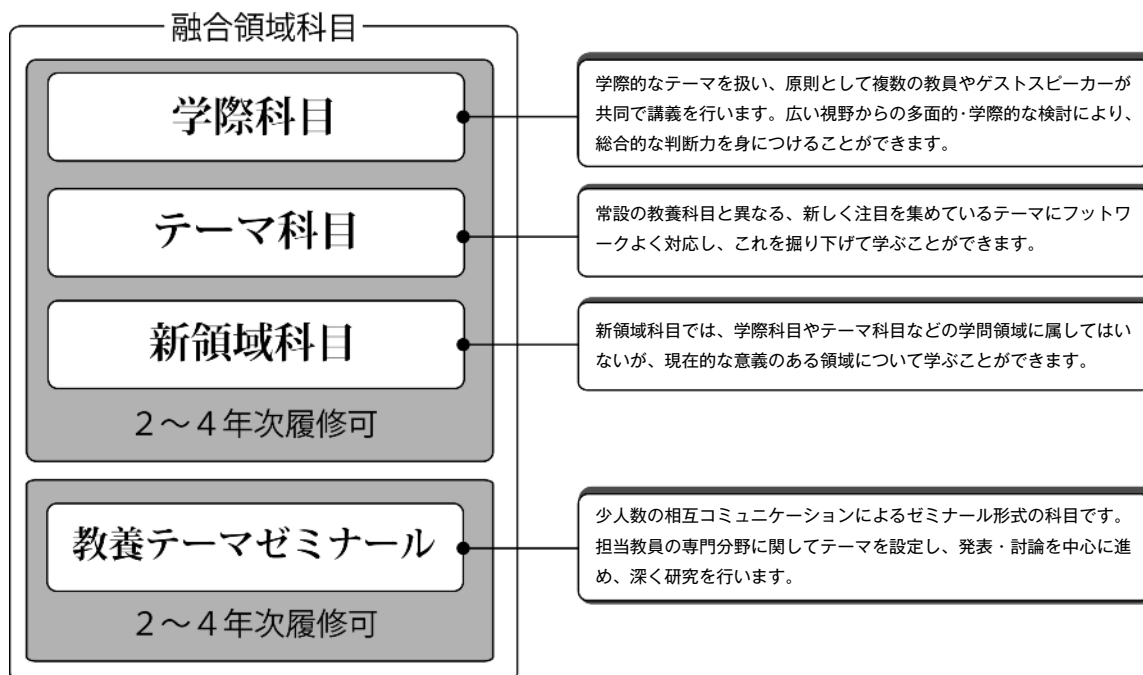 融合領域科目
学際科目
学際的なテーマを扱い、原則として複数の教員やゲストスピーカーが
共同で講義を行います。広い視野からの多面的・学際的な検討により、
総合的な判断力を身につけることができます。
テーマ科目
常設の教養科目と異なる、新しく注目を集めているテーマにフットワ
ークよく対応し、これを掘り下げて学ぶことができます。
新領域科目
新領域科目では、学際科目やテーマ科目などの学問領域に属してはい
ないが、現在的な意義のある領域について学ぶことができます。
２～４年次履修可
教養テーマゼミナール
少人数の相互コミュニケーションによるゼミナール形式の科目です。
担当教員の専門分野に関してテーマを設定し、発表・討論を中心に進
め、深く研究を行います。
２～４年次履修可